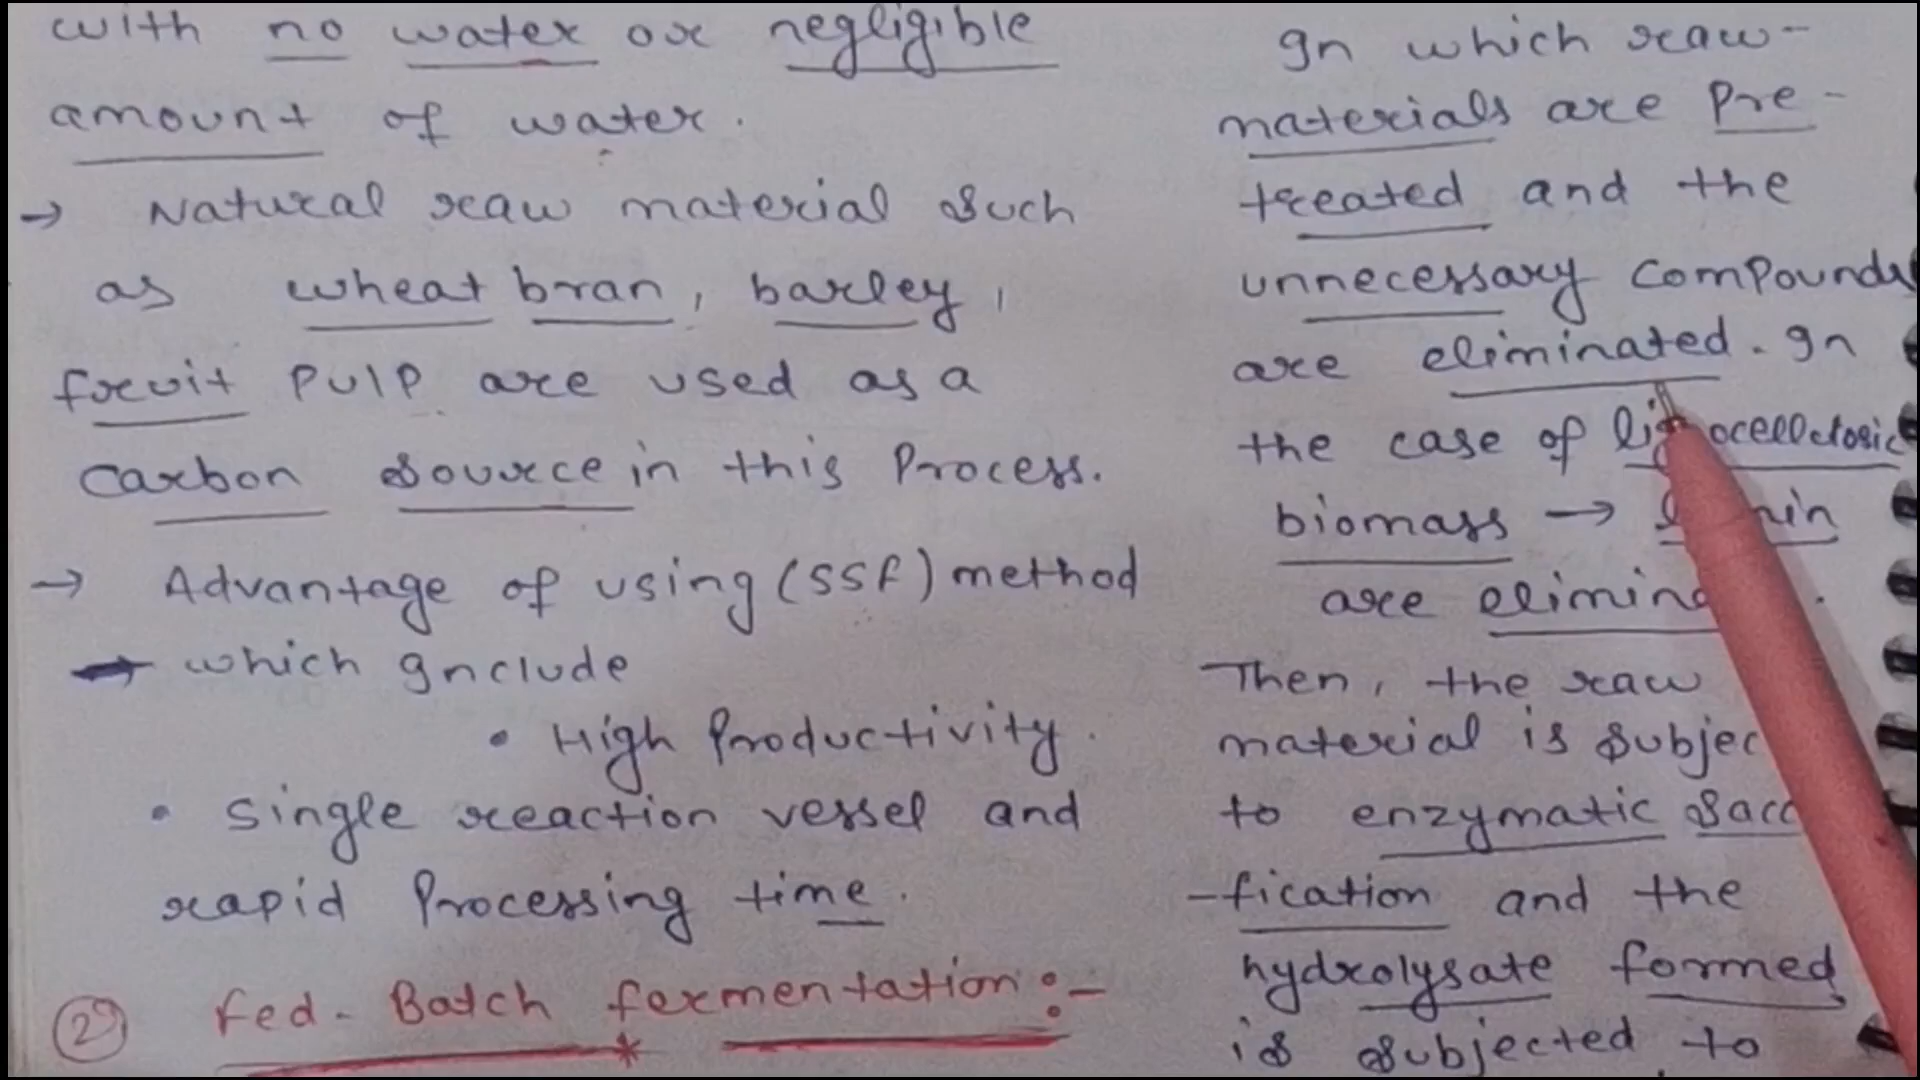 with no water or negligible
amount of water.
→ Natural raw material such
as wheat bran, barley,
fruit pulp are used as a
carbon source in this process.
→ Advantage of using (SSF) method
→ which Include
• High Productivity.
• single reaction vessel and
rapid Processing time.
(2) Fed-Batch fermentation :-
In which raw-
materials are Pre-
treated and the
unnecessary compounds
are eliminated. In
the case of
biomass →
are
Then, the raw
material is
to enzymatic
-fication and the
hydrolysate formed
is subjected to